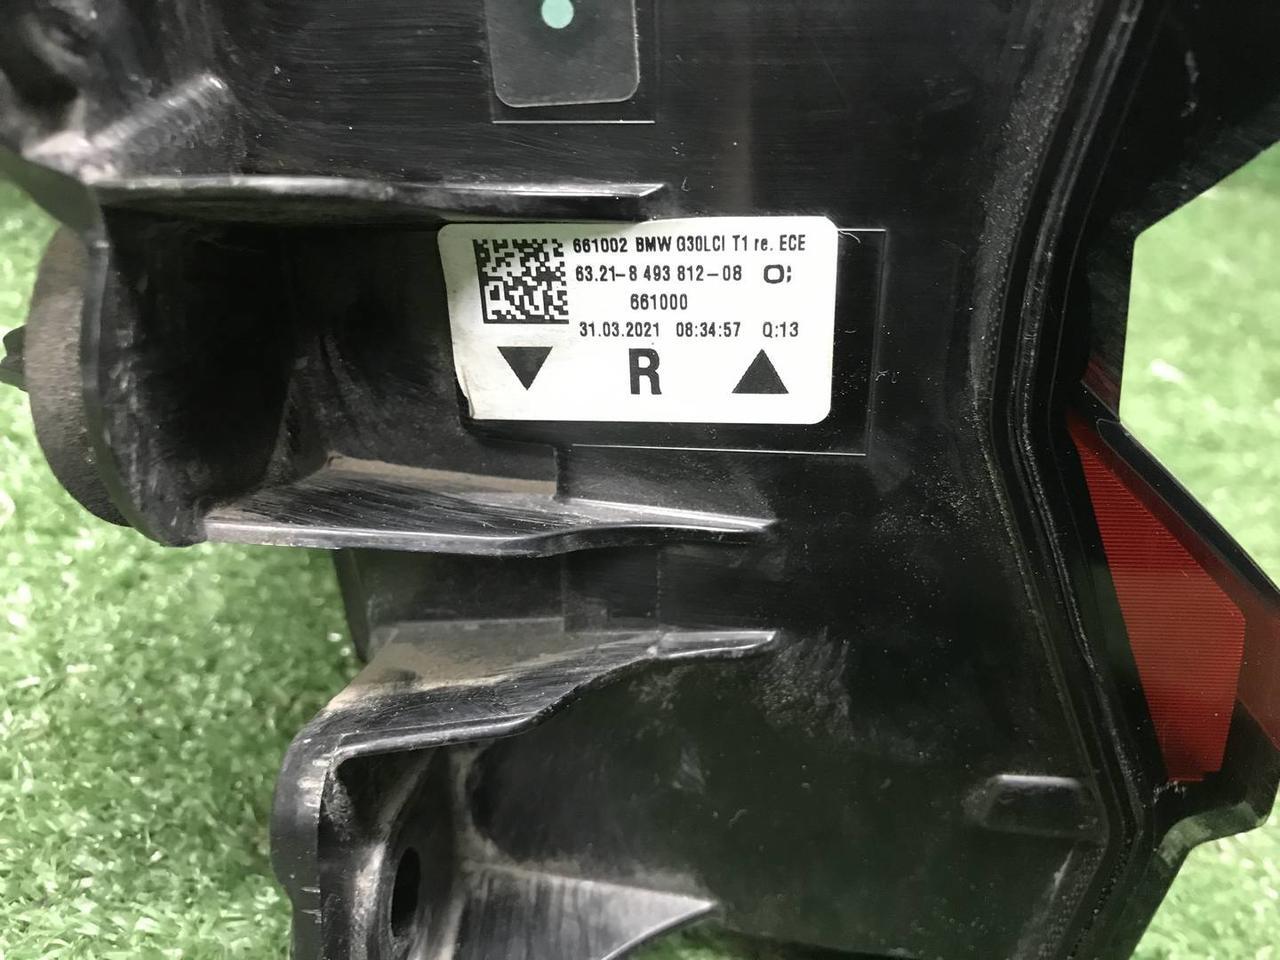 661002 BMW G30LCI T1 re. ECE
63.21-8 493 812-08 O;
661000
31.03.2021 08:34:57 Q:13
R